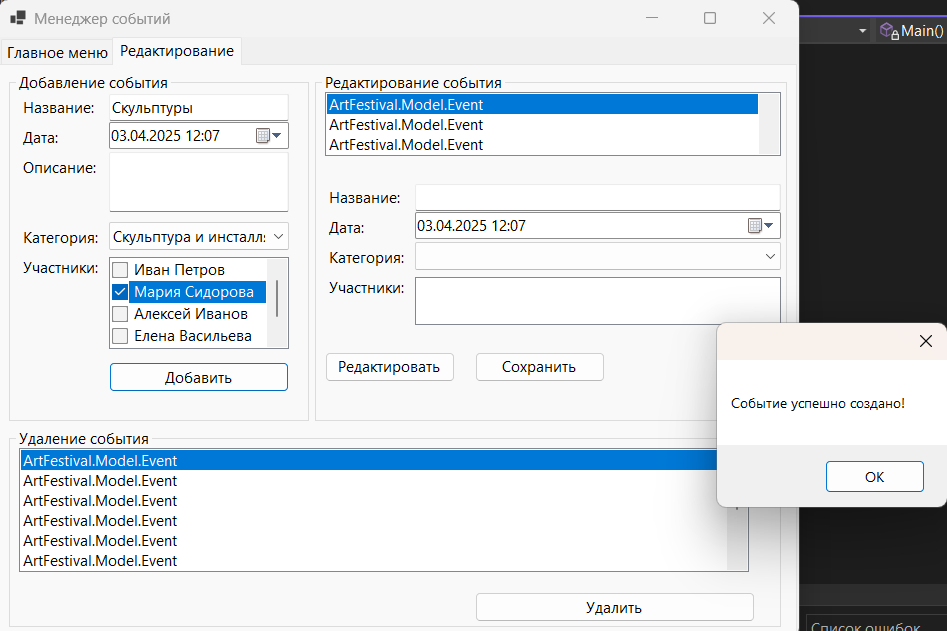 Менеджер событий
Main()
Главное меню
Редактирование
Добавление события
Название: Скульптуры
Дата: 03.04.2025 12:07
Описание:
Категория: Скульптура и инсталля
Участники: Иван Петров
Мария Сидорова
Алексей Иванов
Елена Васильева
Добавить
Редактирование события
ArtFestival.Model.Event
ArtFestival.Model.Event
ArtFestival.Model.Event
Название:
Дата: 03.04.2025 12:07
Категория:
Участники:
Редактировать
Сохранить
Событие успешно создано!
OK
Удаление события
ArtFestival.Model.Event
ArtFestival.Model.Event
ArtFestival.Model.Event
ArtFestival.Model.Event
ArtFestival.Model.Event
ArtFestival.Model.Event
Удалить
Список ошибок